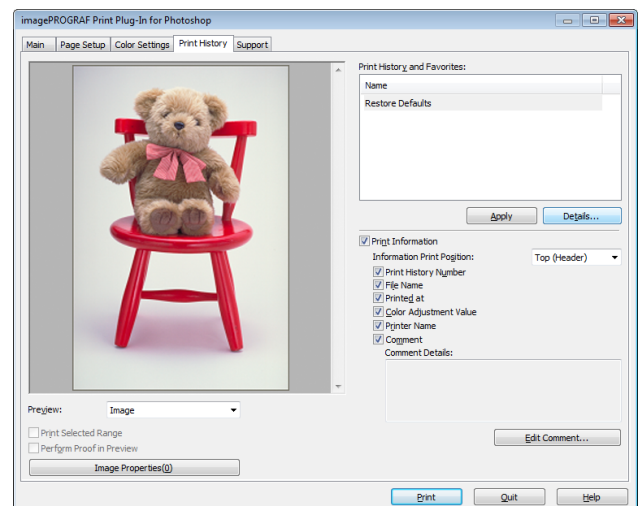 imagePROGRAF Print Plug-In for Photoshop
Main Page Setup Color Settings Print History Support
Print History and Favorites:
Name
Restore Defaults
Apply Details...
Print Information
Information Print Position: Top (Header)
Print History Number
File Name
Printed at
Color Adjustment Value
Printer Name
Comment
Comment Details:
Preview: Image
Print Selected Range
Perform Proof in Preview
Edit Comment...
Image Properties(0)
Print Quit Help